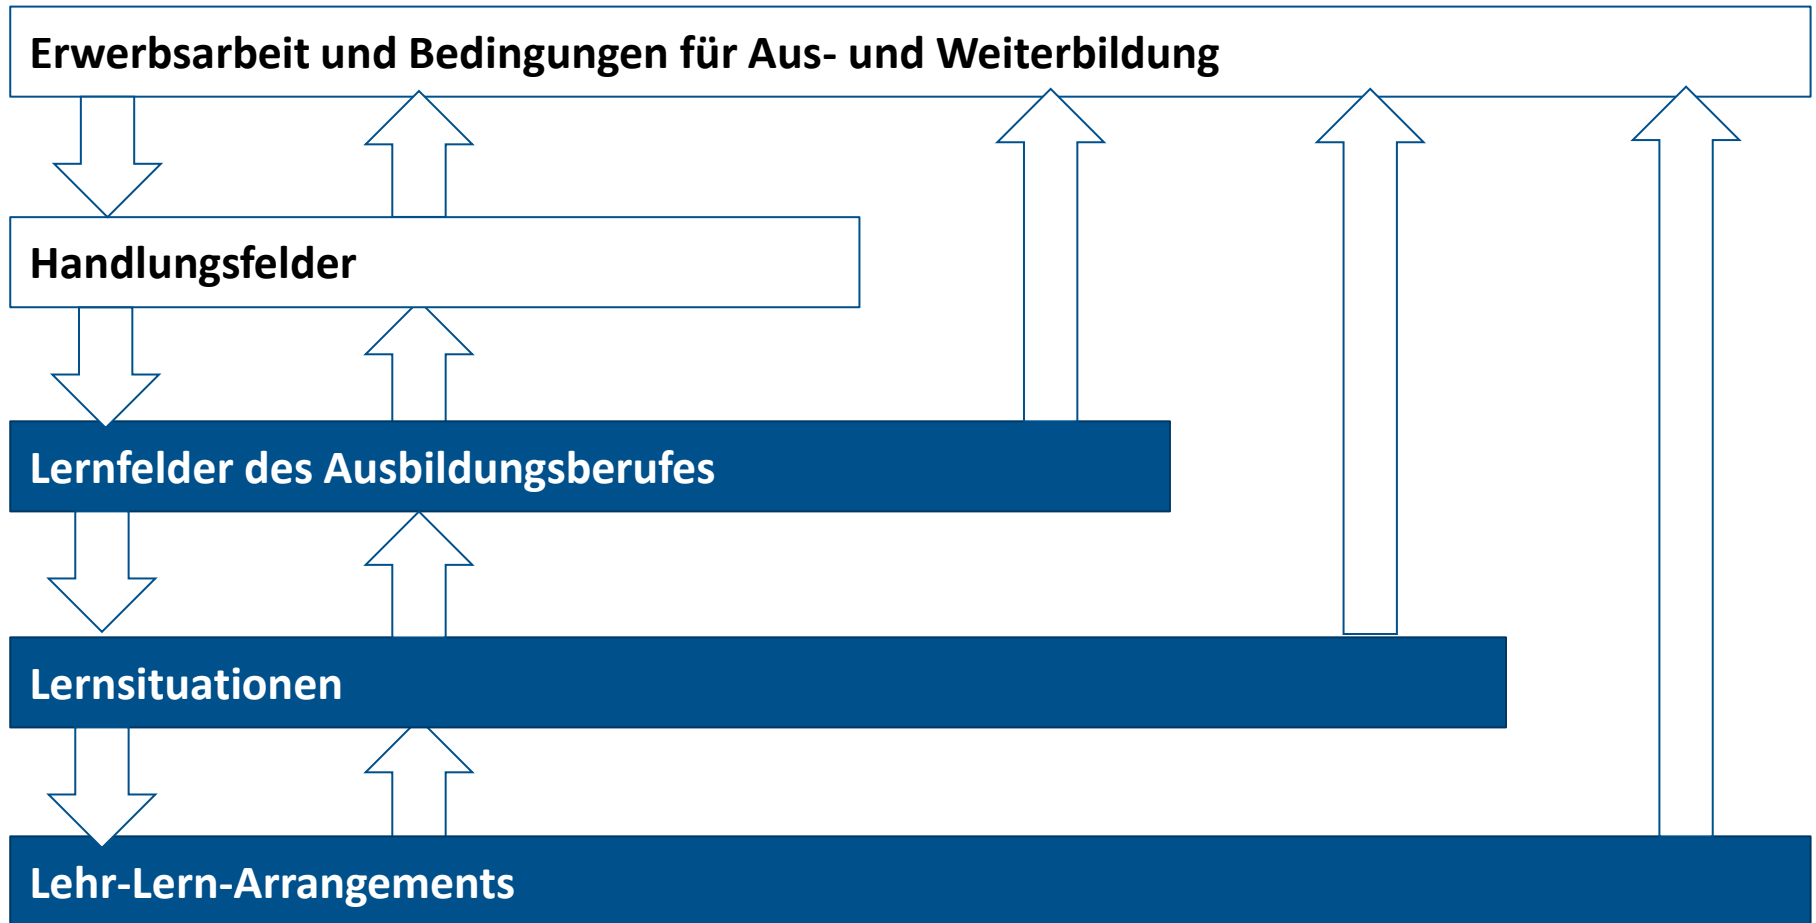 Erwerbsarbeit und Bedingungen für Aus- und Weiterbildung
Handlungsfelder
Lernfelder des Ausbildungsberufes
Lernsituationen
Lehr-Lern-Arrangements